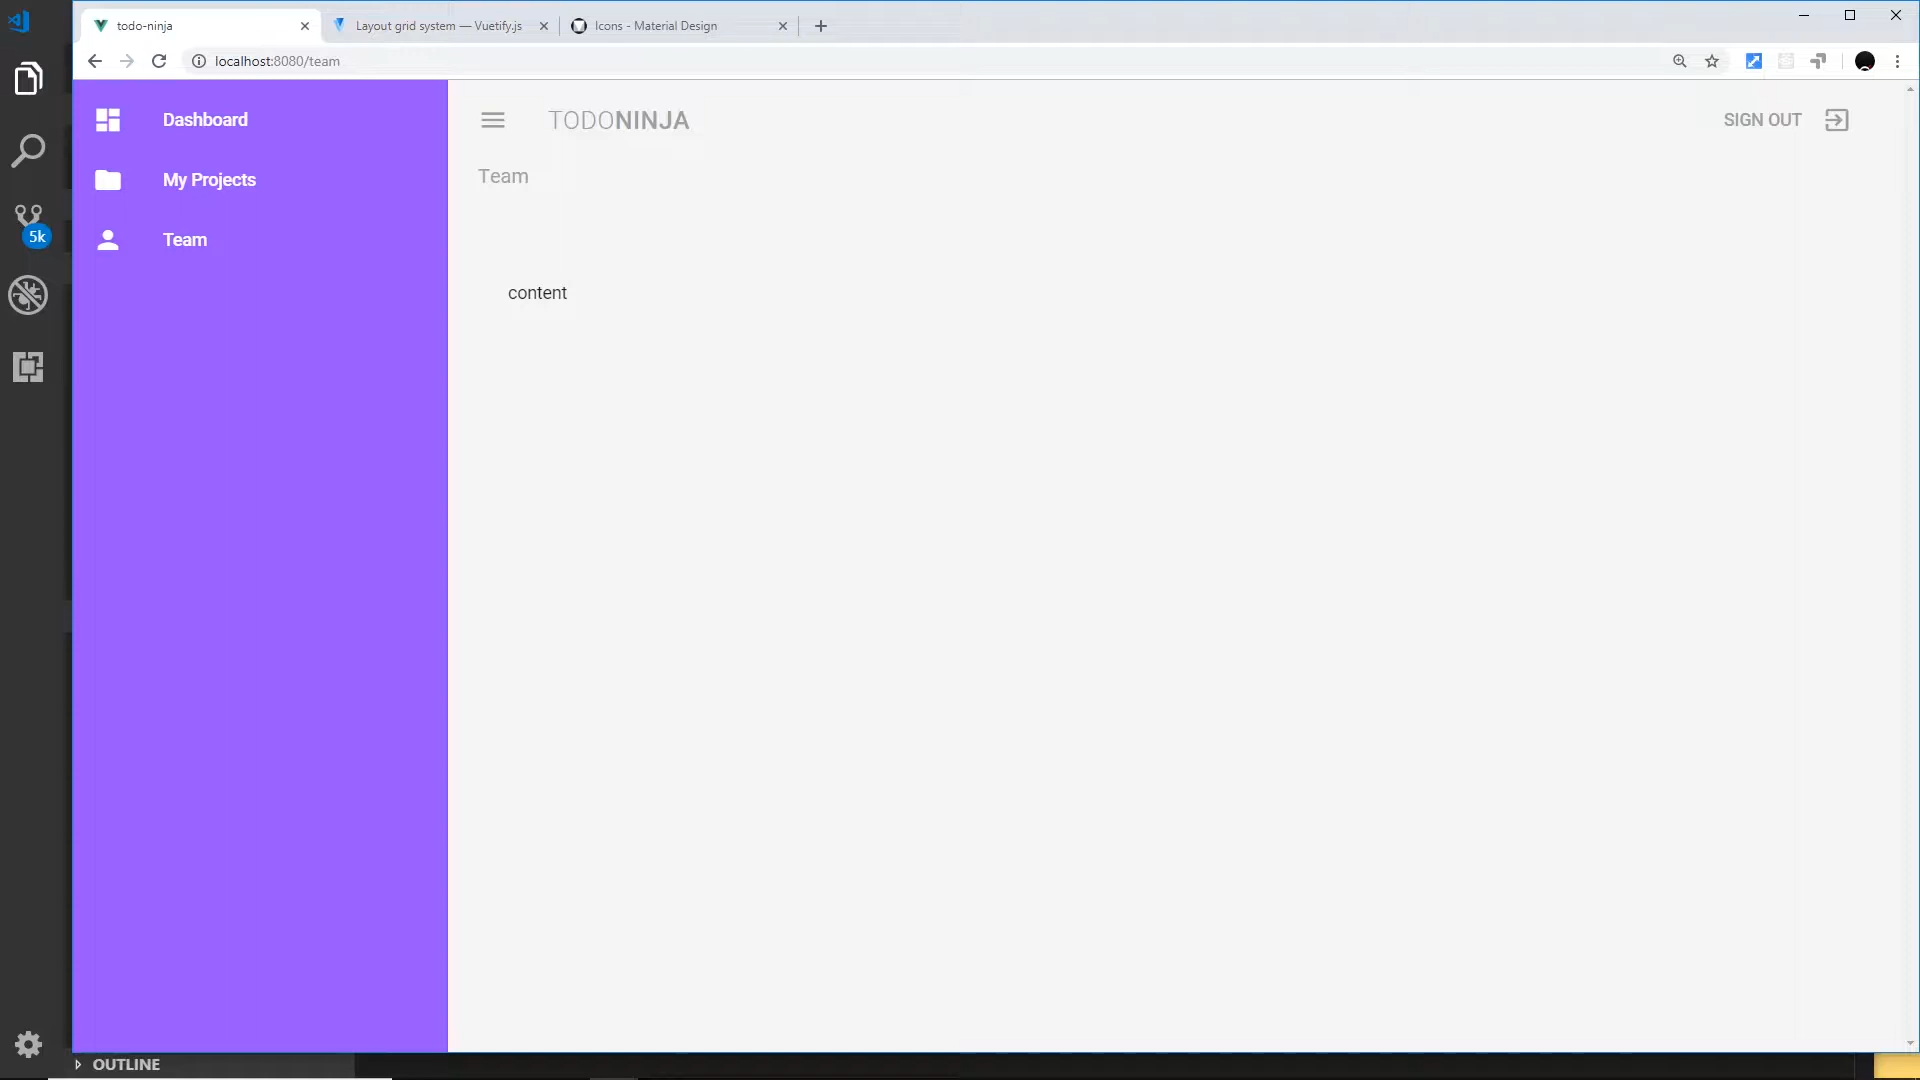 todo-ninja
Layout grid system — Vuetify.js
Icons - Material Design
localhost:8080/team
Dashboard
TODONINJA
SIGN OUT
My Projects
Team
5k
Team
content
OUTLINE